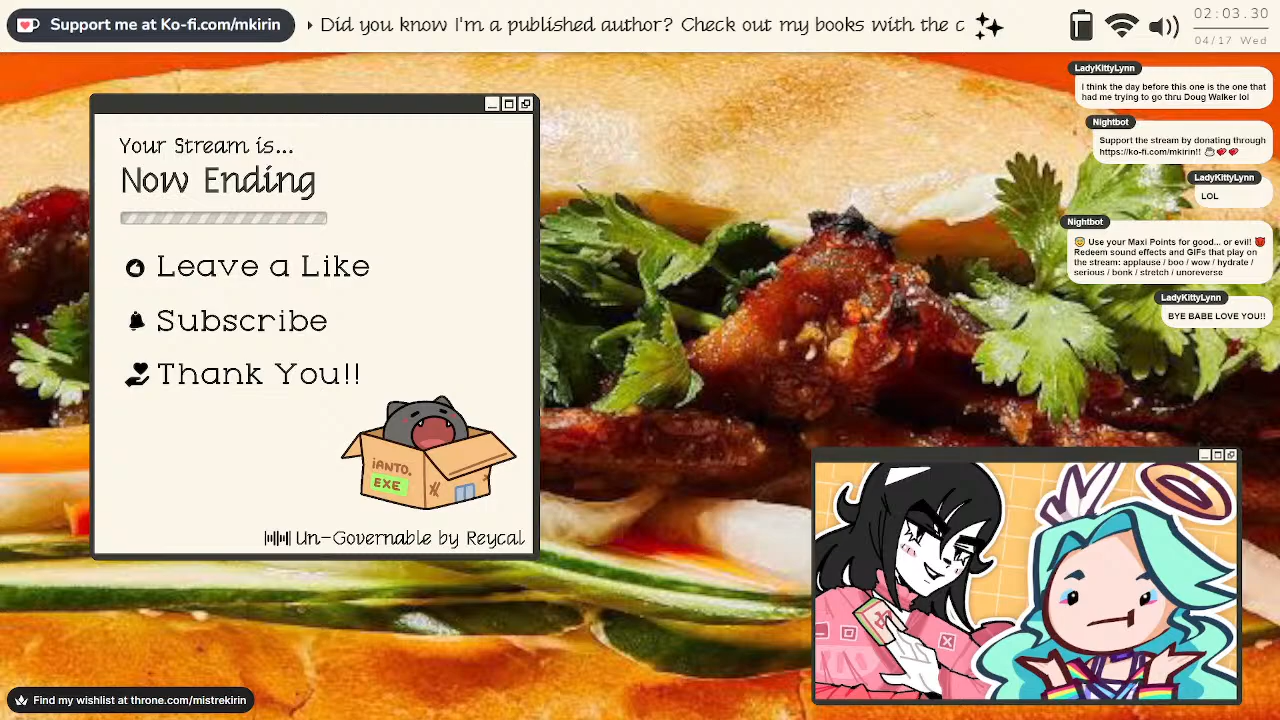 Support me at Ko-fi.com/mkirin
Did you know I'm a published author? Check out my books with the c
02:03.30
04/17 Wed
LadyKittyLynn
I think the day before this one is the one that
had me trying to go thru Doug Walker lol
Nightbot
Support the stream by donating through
https://ko-fi.com/mkirin!! ☕💕💕
LadyKittyLynn
LOL
Nightbot
😇 Use your Maxi Points for good... or evil! 😈
Redeem sound effects and GIFs that play on
the stream: applause / boo / wow / hydrate /
serious / bonk / stretch / unoreverse
LadyKittyLynn
BYE BABE LOVE YOU!!
Your Stream is...
Now Ending
Leave a Like
Subscribe
Thank You!!
iANTO.
EXE
Un-Governable by Reycal
Find my wishlist at throne.com/mistrekirin